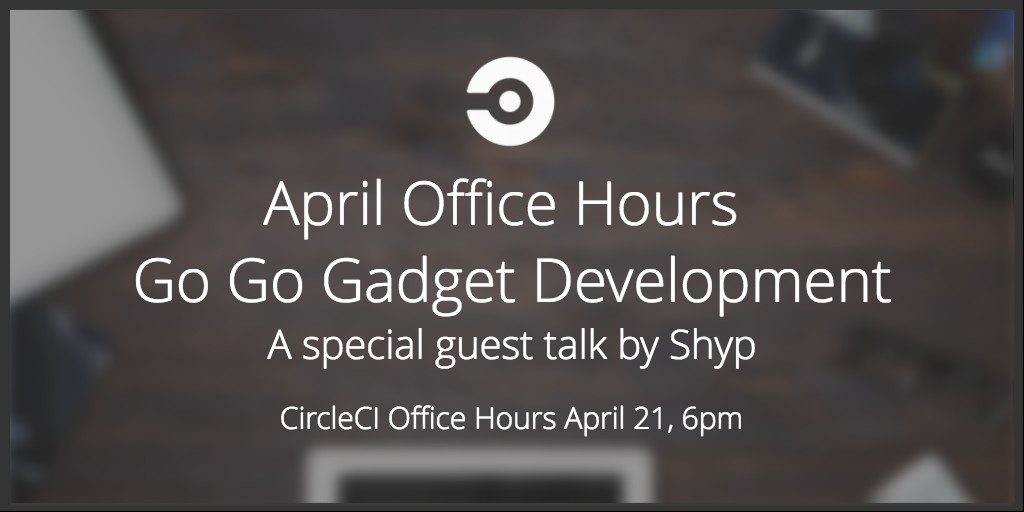 April Office Hours
Go Go Gadget Development
A special guest talk by Shyp
CircleCI Office Hours April 21, 6pm